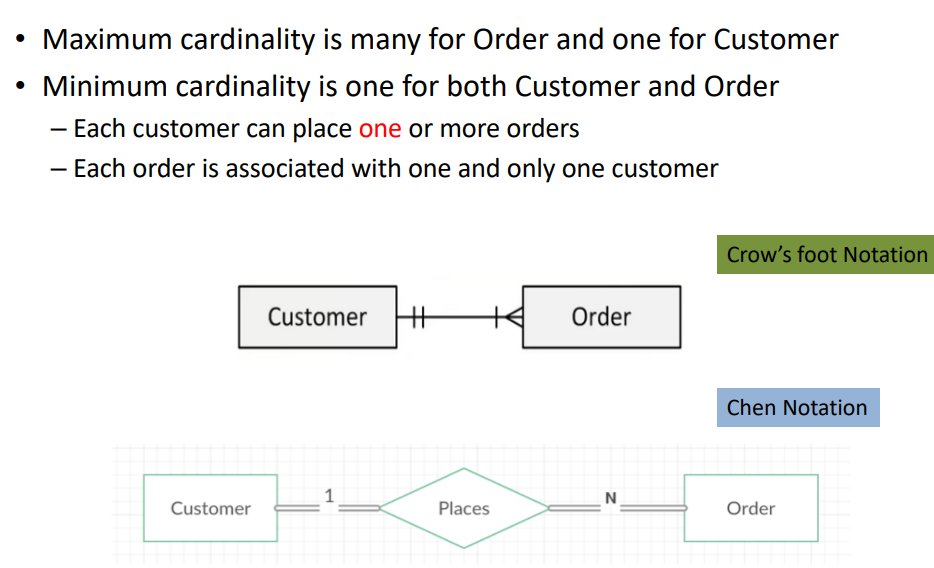 • Maximum cardinality is many for Order and one for Customer
• Minimum cardinality is one for both Customer and Order
– Each customer can place one or more orders
– Each order is associated with one and only one customer
Crow’s foot Notation
Customer
Order
Chen Notation
Customer
1
Places
N
Order